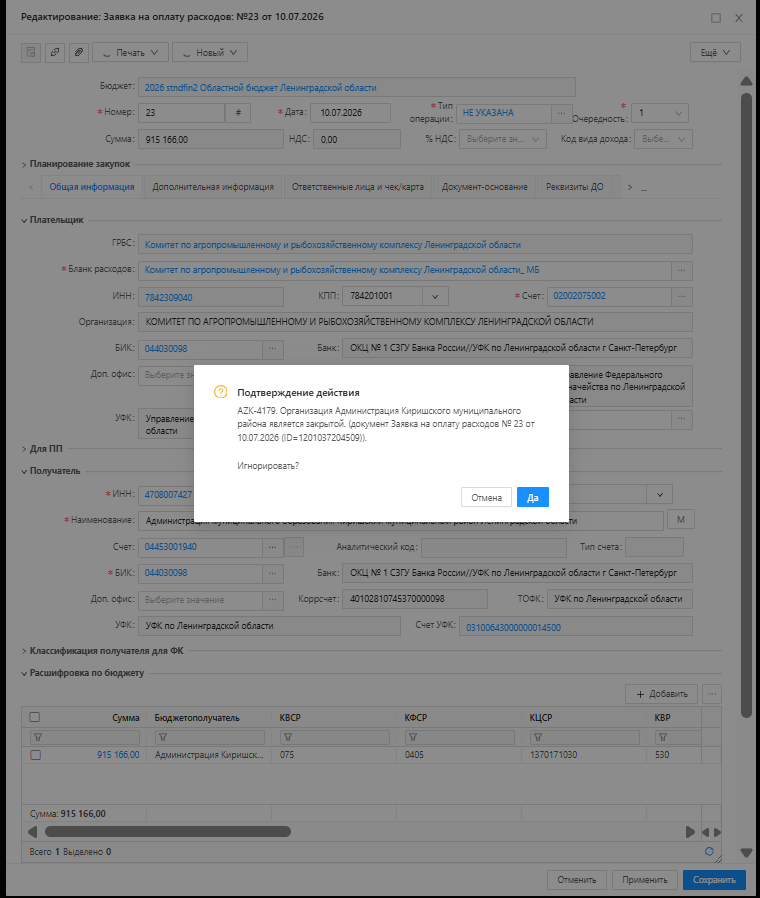 Редактирование: Заявка на оплату расходов: №23 от 10.07.2026
Печать
Новый
Ещё
Бюджет: 2026 stndfin2 Областной бюджет Ленинградской области
* Номер: 23 # * Дата: 10.07.2026 * Тип операции: НЕ УКАЗАНА ... * Очередность: 1
Сумма: 915 166,00 НДС: 0,00 % НДС: Выберите зн... Код вида дохода: Выбе...
Планирование закупок
Общая информация Дополнительная информация Ответственные лица и чек/карта Документ-основание Реквизиты ДО ...
Плательщик
ГРБС: Комитет по агропромышленному и рыбохозяйственному комплексу Ленинградской области
* Бланк расходов: Комитет по агропромышленному и рыбохозяйственному комплексу Ленинградской области_ МБ ...
ИНН: 7842309040 КПП: 784201001 * Счет: 02002075002 ...
Организация: КОМИТЕТ ПО АГРОПРОМЫШЛЕННОМУ И РЫБОХОЗЯЙСТВЕННОМУ КОМПЛЕКСУ ЛЕНИНГРАДСКОЙ ОБЛАСТИ
БИК: 044030098 ... Банк: ОКЦ № 1 СЗГУ Банка России//УФК по Ленинградской области г Санкт-Петербург
Доп. офис: Выберите зн
авление Федерального
начейства по Ленинградской
асти
УФК: Управление
области
...
Для ПП
Получатель
Подтверждение действия
AZK-4179. Организация Администрация Киришского муниципального
района является закрытой. (документ Заявка на оплату расходов № 23 от
10.07.2026 (ID=1201037204509)).
Игнорировать?
Отмена Да
* ИНН: 4708007427
* Наименование: Администрация муниципального образования Киришский муниципальный район Ленинградской области М
Счет: 04453001940 ... ... Аналитический код: Тип счета:
* БИК: 044030098 ... Банк: ОКЦ № 1 СЗГУ Банка России//УФК по Ленинградской области г Санкт-Петербург
Доп. офис: Выберите значение ... Коррсчет: 40102810745370000098 ТОФК: УФК по Ленинградской области
УФК: УФК по Ленинградской области Счет УФК: 03100643000000014500
Классификация получателя для ФК
Расшифровка по бюджету
+ Добавить ...
Сумма Бюджетополучатель КВСР КФСР КЦСР КВР
915 166,00 Администрация Киришск... 075 0405 1370171030 530
Сумма: 915 166,00
Всего 1 Выделено 0
Отменить Применить Сохранить